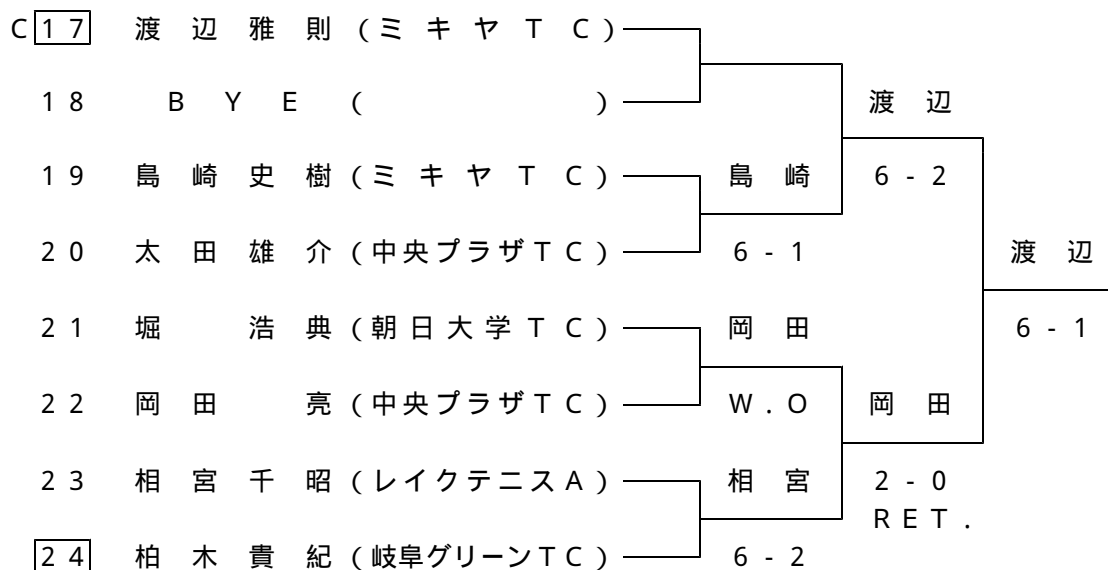 C17 渡辺雅則(ミキヤTC)
18 BYE ( ) 渡辺
19 島崎史樹(ミキヤTC) 島崎 6-2
20 太田雄介(中央プラザTC) 6-1 渡辺
21 堀 浩典(朝日大学TC) 岡田 6-1
22 岡田 亮(中央プラザTC) W.O 岡田
23 相宮千昭(レイクテニスA) 相宮 2-0
RET.
24 柏木貴紀(岐阜グリーンTC) 6-2